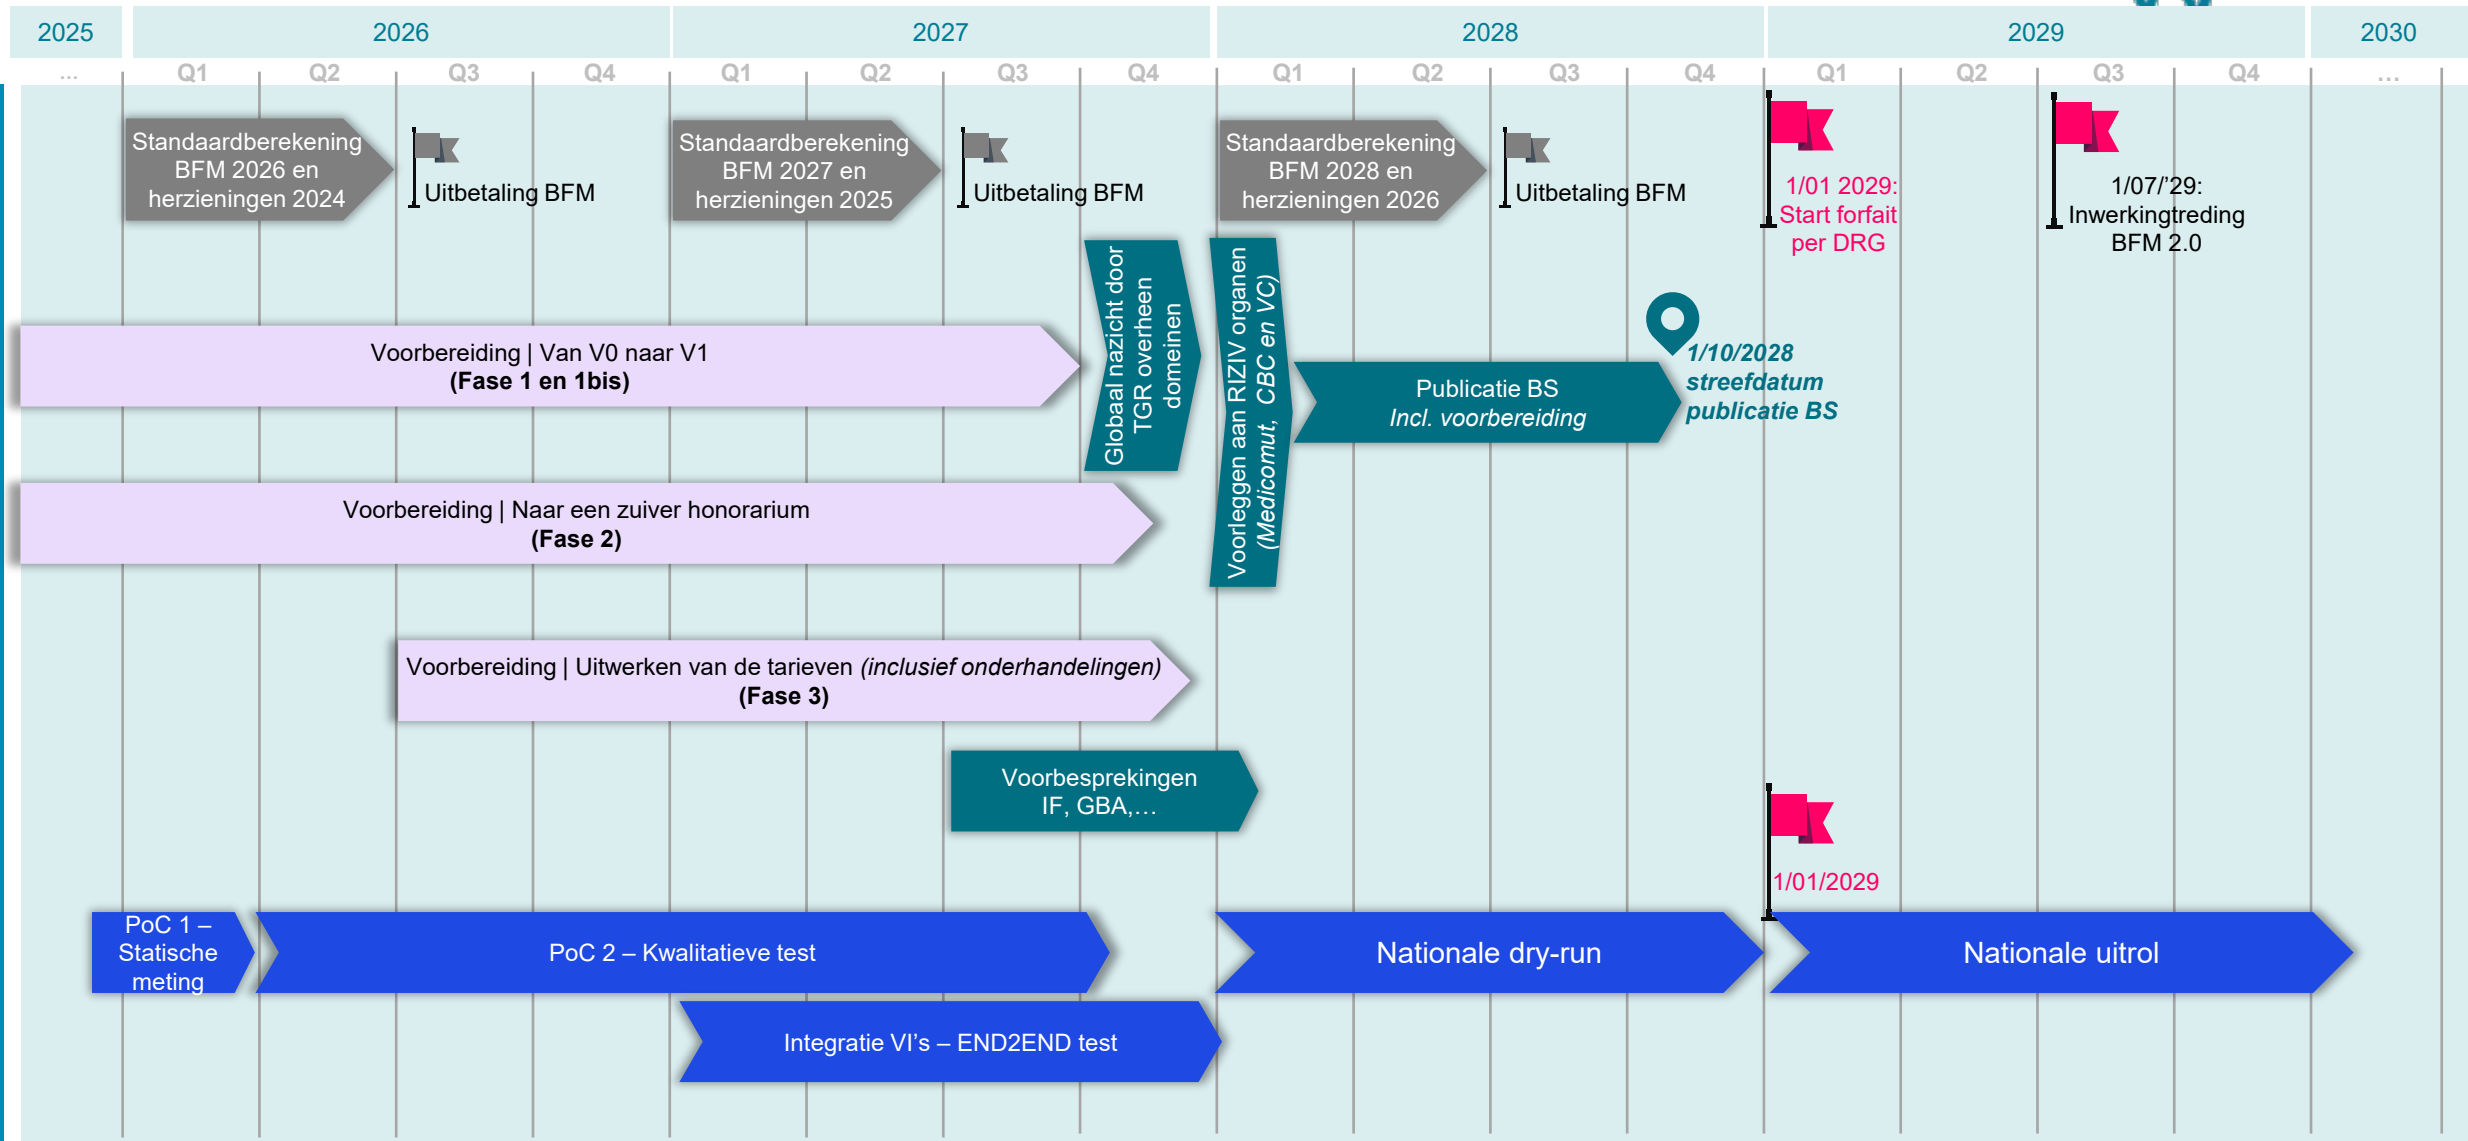 2025
2026
2027
2028
2029
2030
...
Q1
Q2
Q3
Q4
Q1
Q2
Q3
Q4
Q1
Q2
Q3
Q4
Q1
Q2
Q3
Q4
...
Standaardberekening
BFM 2026 en
herzieningen 2024
Uitbetaling BFM
Standaardberekening
BFM 2027 en
herzieningen 2025
Uitbetaling BFM
Standaardberekening
BFM 2028 en
herzieningen 2026
Uitbetaling BFM
1/01 2029:
Start forfait
per DRG
1/07/'29:
Inwerkingtreding
BFM 2.0
Voorbereiding | Van V0 naar V1
(Fase 1 en 1bis)
Globaal nazicht door
TGR overheen
domeinen
Voorleggen aan RIZIV organen
(Medicomut, CBC en VC)
Publicatie BS
Incl. voorbereiding
1/10/2028
streefdatum
publicatie BS
Voorbereiding | Naar een zuiver honorarium
(Fase 2)
Voorbereiding | Uitwerken van de tarieven (inclusief onderhandelingen)
(Fase 3)
Voorbesprekingen
IF, GBA,…
1/01/2029
PoC 1 –
Statische
meting
PoC 2 – Kwalitatieve test
Nationale dry-run
Nationale uitrol
Integratie VI's – END2END test